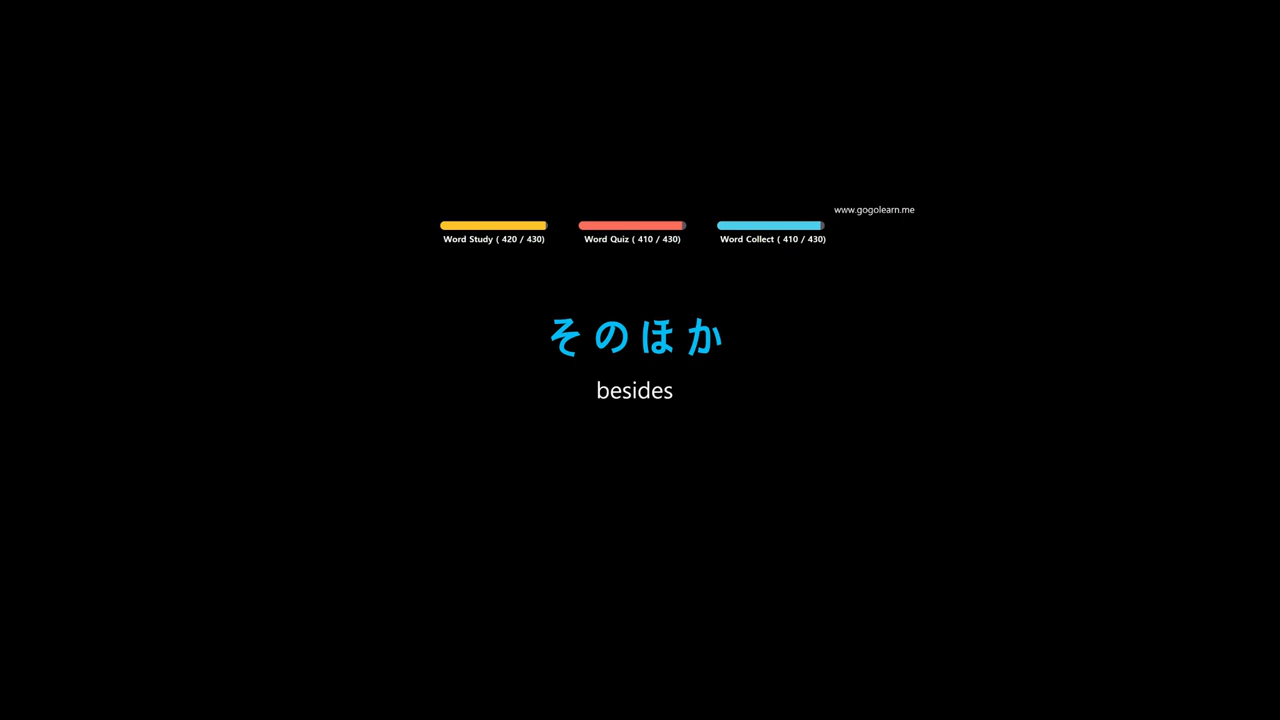 www.gogolearn.me
Word Study ( 420 / 430) Word Quiz ( 410 / 430) Word Collect ( 410 / 430)
そのほか
besides